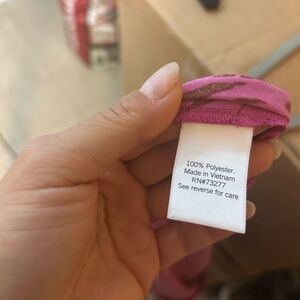 100% Polyester.
Made in Vietnam
RN#73277
See reverse for care